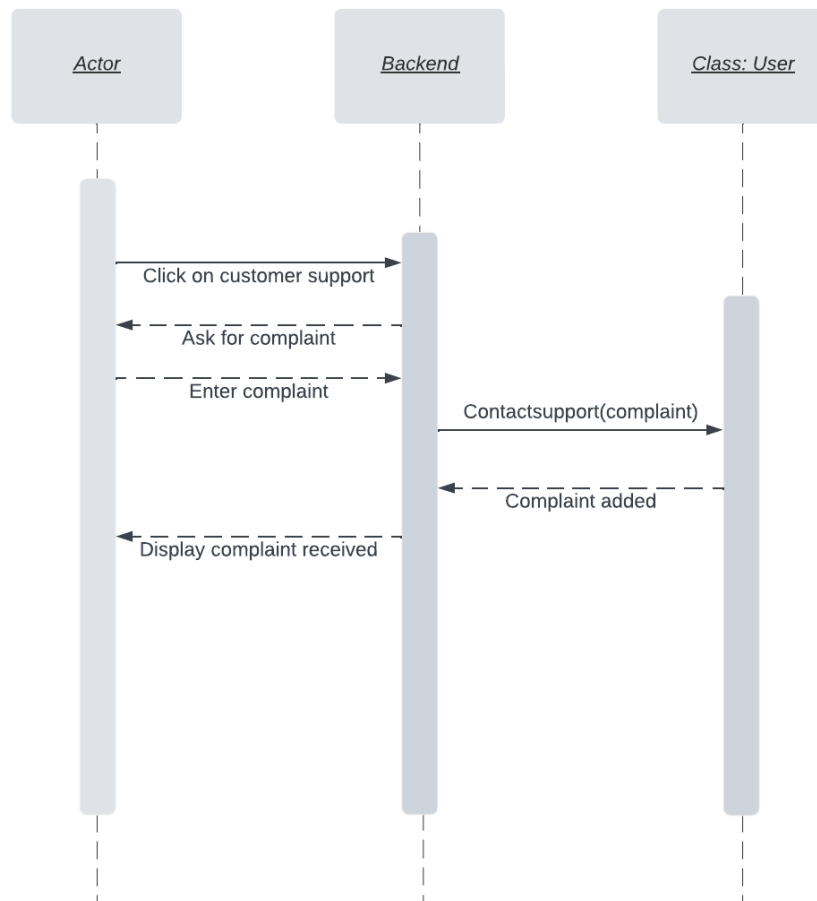 Actor
Backend
Class: User
Click on customer support
Ask for complaint
Enter complaint
Contactsupport(complaint)
Complaint added
Display complaint received